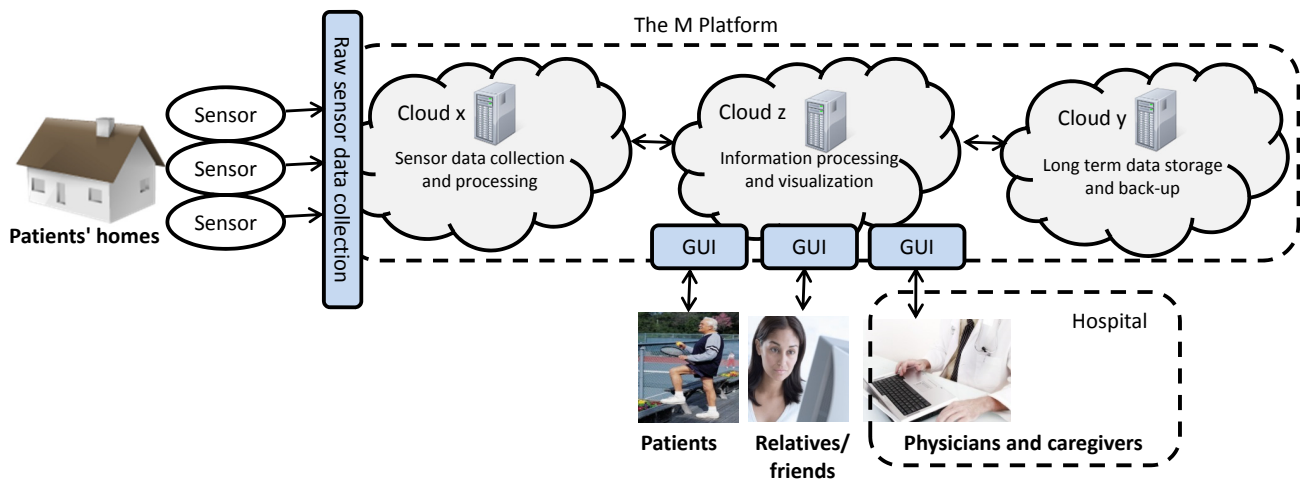 The M Platform
Raw sensor data collection
Sensor
Sensor
Sensor
Patients' homes
Cloud x
Sensor data collection
and processing
Cloud z
Information processing
and visualization
Cloud y
Long term data storage
and back-up
GUI
GUI
GUI
Hospital
Patients
Relatives/
friends
Physicians and caregivers